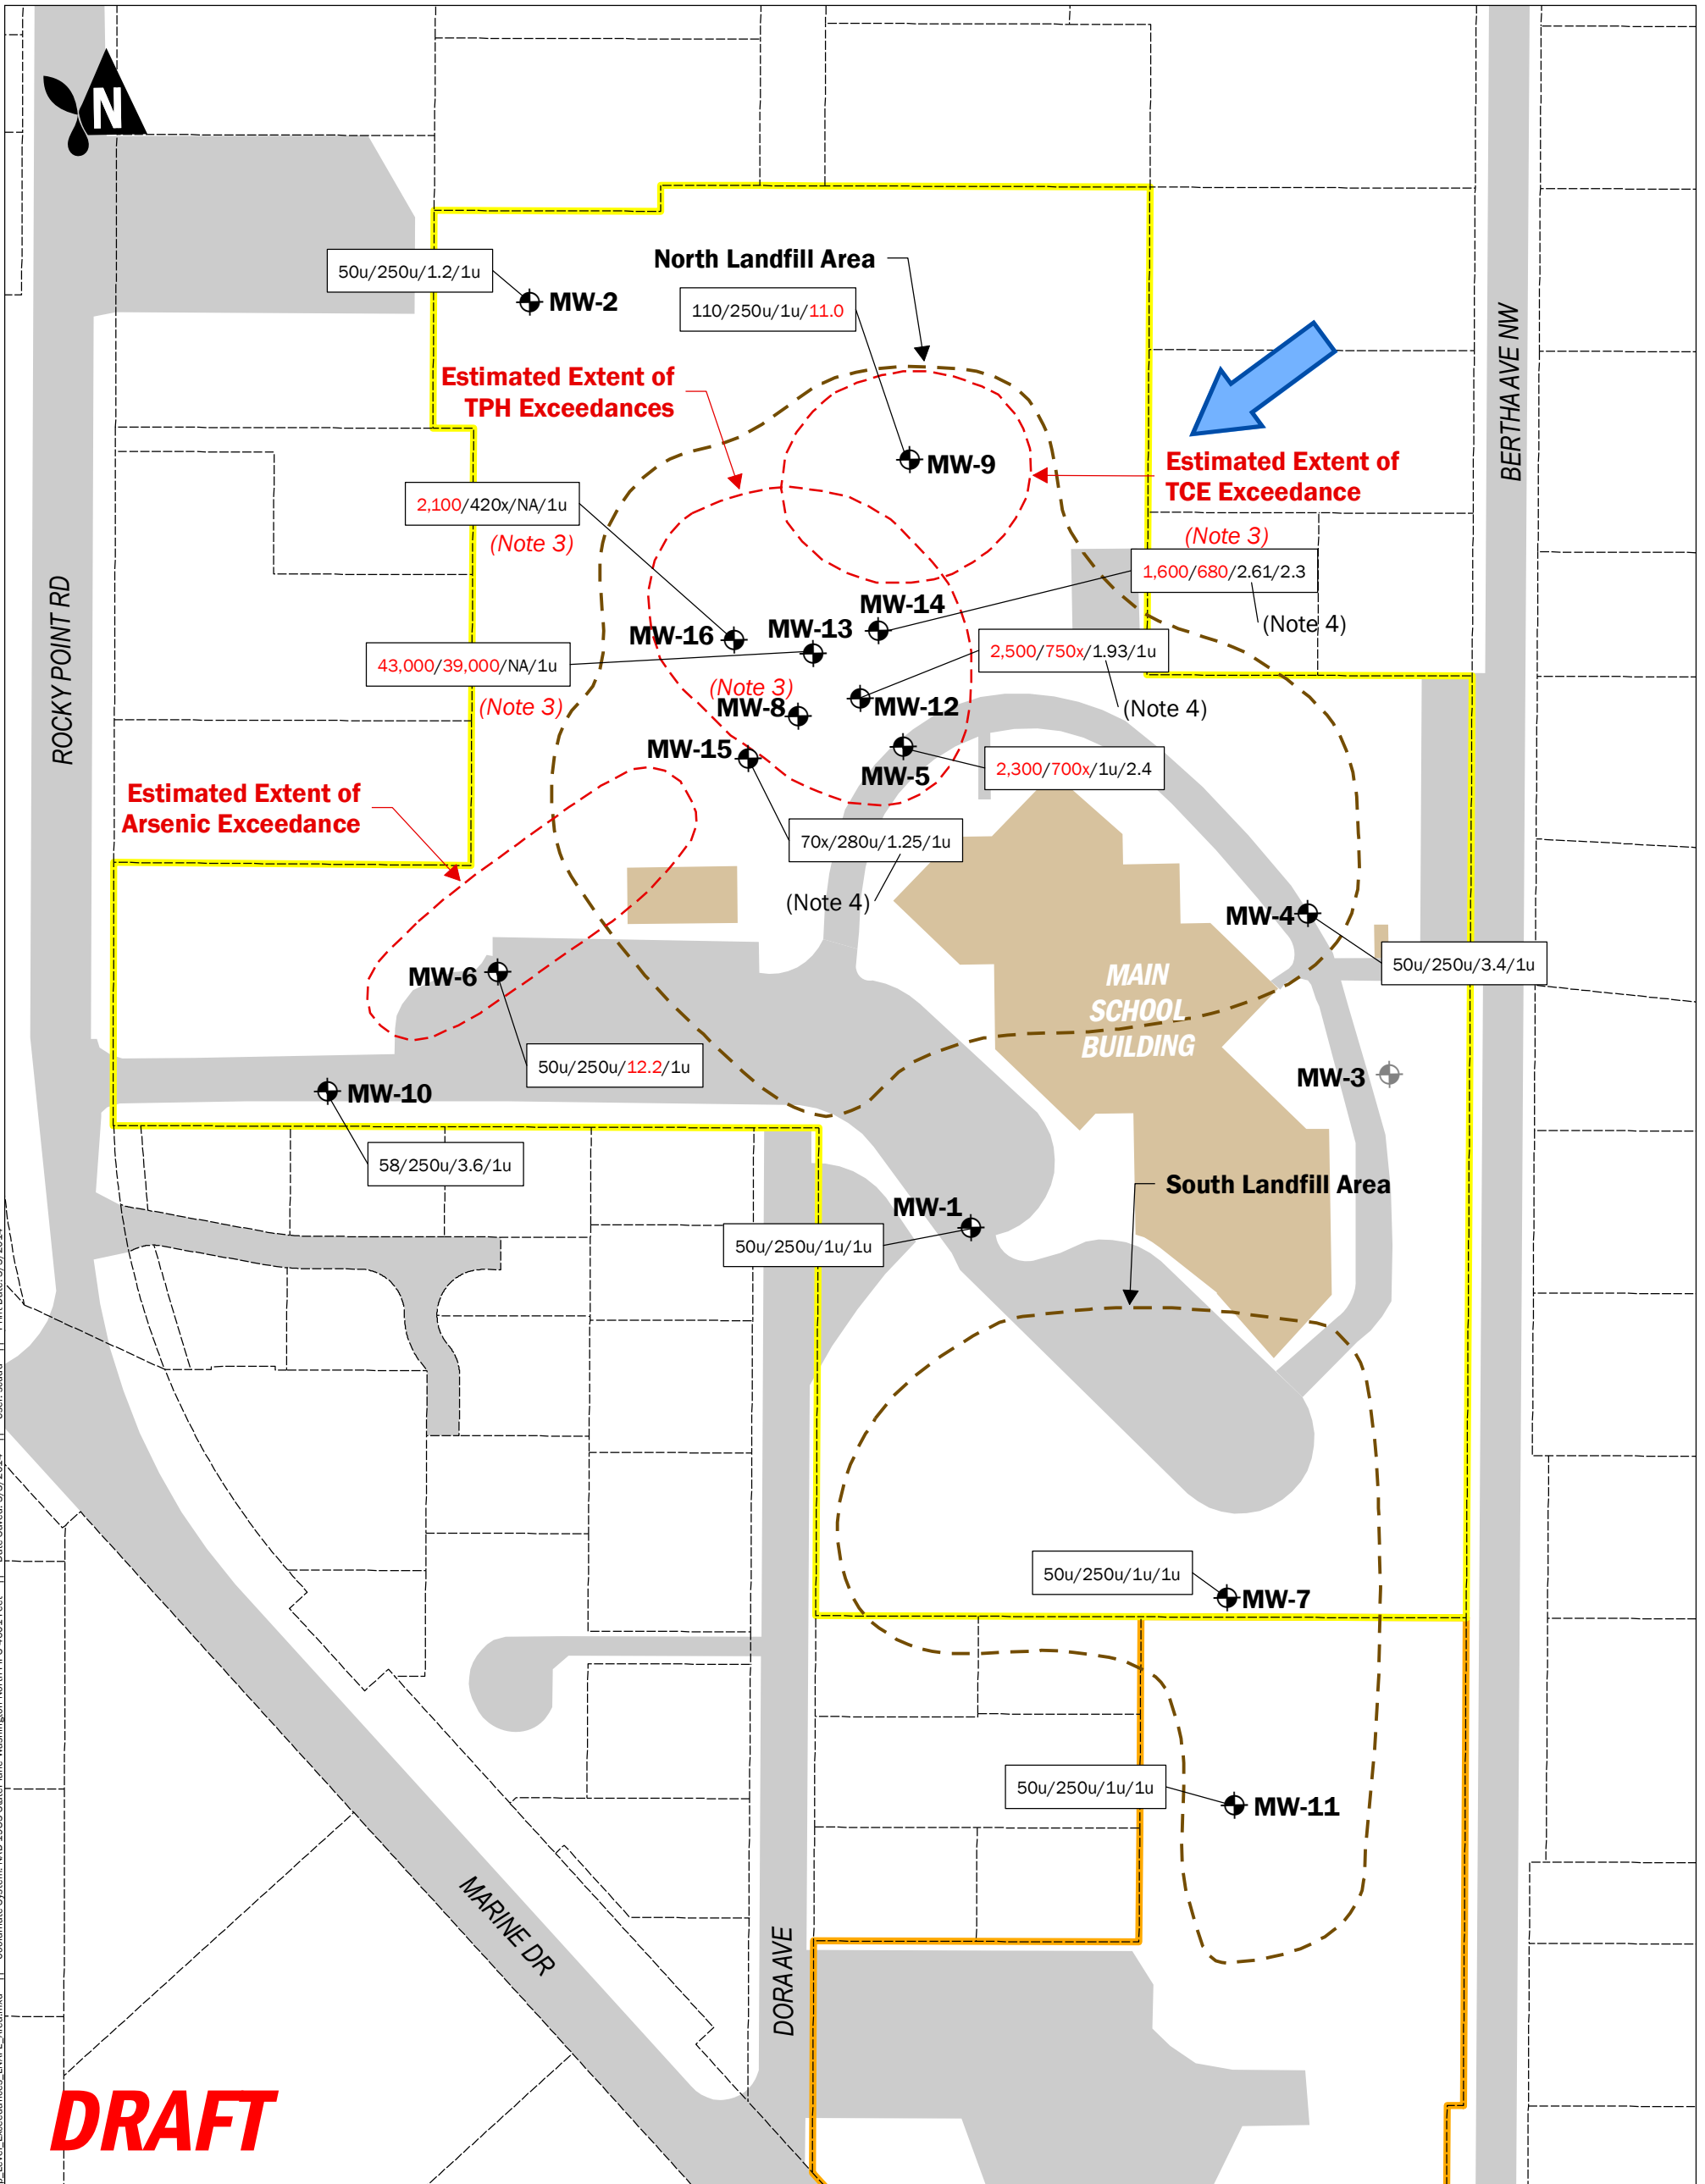 N
50u/250u/1.2/1u
MW-2
North Landfill Area
110/250u/1u/11.0
Estimated Extent of
TPH Exceedances
MW-9
Estimated Extent of
TCE Exceedance
BERTHA AVE NW
2,100/420x/NA/1u
(Note 3)
(Note 3)
1,600/680/2.61/2.3
(Note 4)
MW-14
MW-16
MW-13
43,000/39,000/NA/1u
(Note 3)
2,500/750x/1.93/1u
(Note 4)
(Note 3)
MW-8
MW-12
ROCKY POINT RD
MW-15
MW-5
2,300/700x/1u/2.4
Estimated Extent of
Arsenic Exceedance
70x/280u/1.25/1u
(Note 4)
MW-4
50u/250u/3.4/1u
MW-6
MAIN
SCHOOL
BUILDING
50u/250u/12.2/1u
MW-3
MW-10
58/250u/3.6/1u
South Landfill Area
MW-1
50u/250u/1u/1u
50u/250u/1u/1u
MW-7
50u/250u/1u/1u
MW-11
MARINE DR
DORA AVE
DRAFT